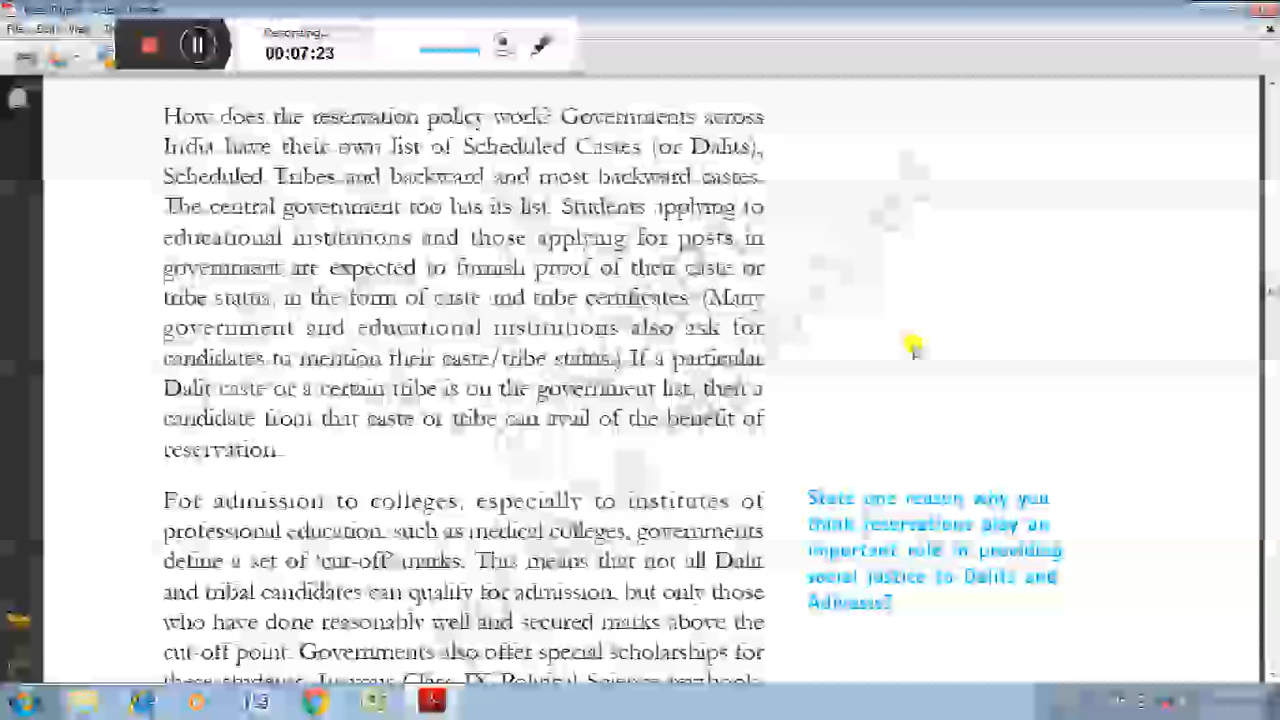 Recording...
00:07:23
How does the reservation policy work? Governments across
India have their own list of Scheduled Castes (or Dalits),
Scheduled Tribes and backward and most backward castes.
The central government too has its list. Students applying to
educational institutions and those applying for posts in
government are expected to furnish proof of their caste or
tribe status, in the form of caste and tribe certificates. (Many
government and educational institutions also ask for
candidates to mention their caste/tribe status.) If a particular
Dalit caste or a certain tribe is on the government list, then a
candidate from that caste or tribe can avail of the benefit of
reservation.
For admission to colleges, especially to institutes of
professional education, such as medical colleges, governments
define a set of 'cut-off' marks. This means that not all Dalit
and tribal candidates can qualify for admission, but only those
who have done reasonably well and secured marks above the
cut-off point. Governments also offer special scholarships for
these students. In your Class IX Political Science textbook,
State one reason why you
think reservations play an
important role in providing
social justice to Dalits and
Adivasis?